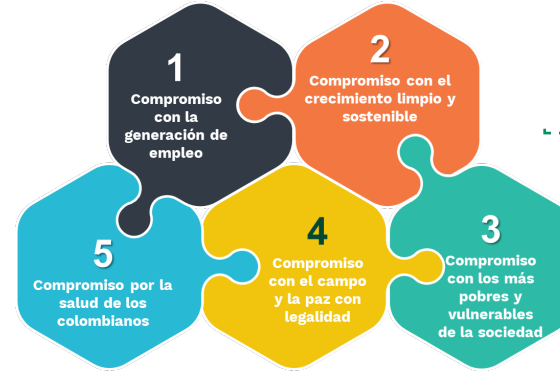 1
Compromiso
con la
generación de
empleo
2
Compromiso con el
crecimiento limpio y
sostenible
3
Compromiso
con los más
pobres y
vulnerables
de la sociedad
4
Compromiso
con el campo
y la paz con
legalidad
5
Compromiso por la
salud de los
colombianos